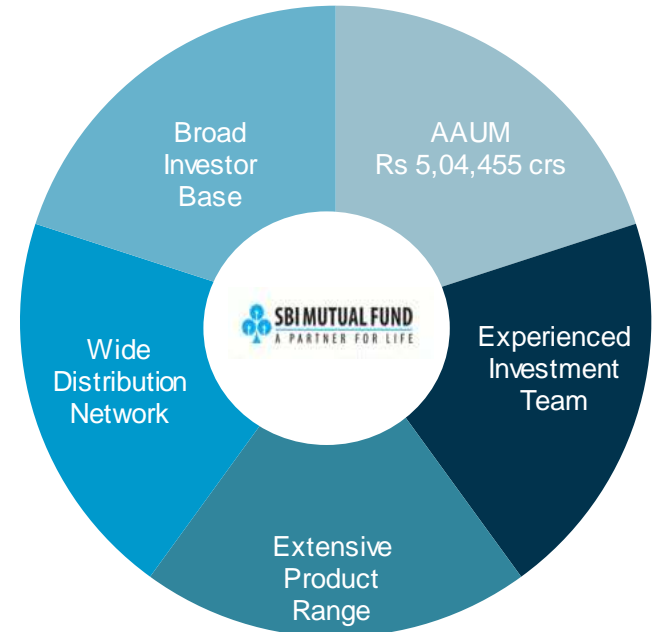 Broad
Investor
Base
AAUM
Rs 5,04,455 crs
SBI MUTUAL FUND
A PARTNER FOR LIFE
Wide
Distribution
Network
Experienced
Investment
Team
Extensive
Product
Range